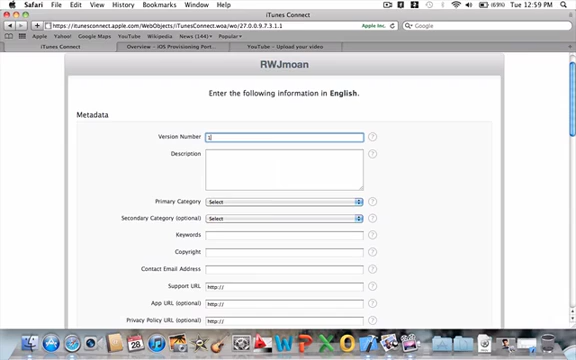 Safari File Edit View History Bookmarks Window Help (69%) Tue 12:59 PM
iTunes Connect
https://itunesconnect.apple.com/WebObjects/iTunesConnect.woa/wo/27.0.0.9.7.3.1.1 Apple Inc. Google
Apple Yahoo! Google Maps YouTube Wikipedia News (144) Popular
iTunes Connect Overview - iOS Provisioning Port... YouTube - Upload your video
RWJmoan
Enter the following information in English.
Metadata
Version Number 1
Description
Primary Category Select
Secondary Category (optional) Select
Keywords
Copyright
Contact Email Address
Support URL http://
App URL (optional) http://
Privacy Policy URL (optional) http://
28